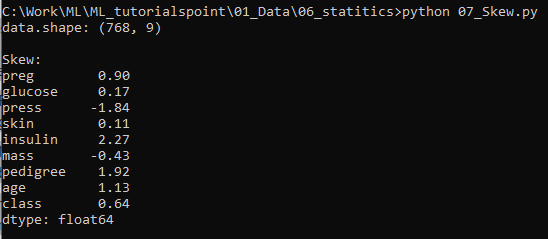 C:\Work\ML\ML_tutorialspoint\01_Data\06_statitics>python 07_Skew.py
data.shape: (768, 9)

Skew:
preg         0.90
glucose      0.17
press       -1.84
skin         0.11
insulin      2.27
mass        -0.43
pedigree     1.92
age          1.13
class        0.64
dtype: float64